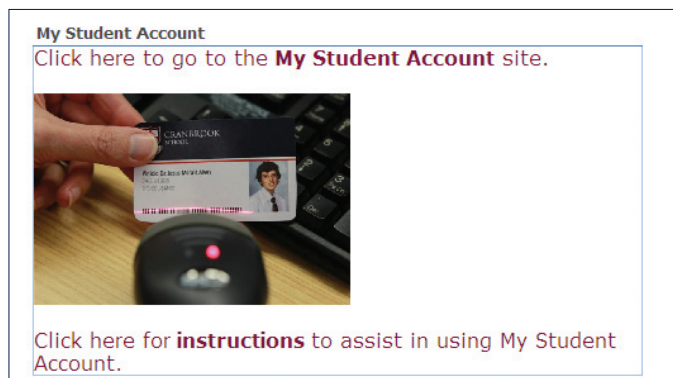 My Student Account
Click here to go to the My Student Account site.
CRANBROOK
SCHOOL
Click here for instructions to assist in using My Student
Account.